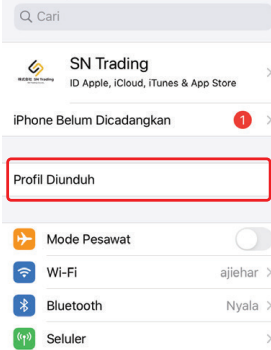 Cari
SN Trading
ID Apple, iCloud, iTunes & App Store
iPhone Belum Dicadangkan 1
Profil Diunduh
Mode Pesawat
Wi-Fi ajiehar
Bluetooth Nyala
Seluler